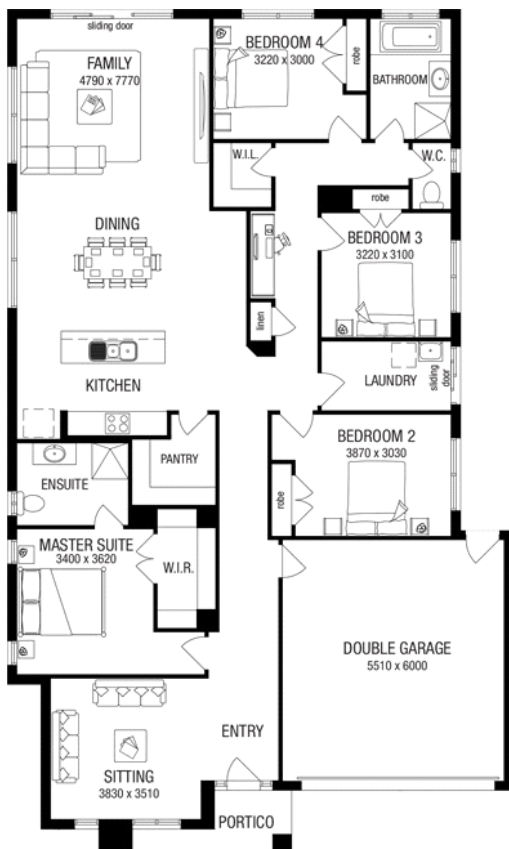 sliding door
FAMILY
4790 x 7770
BEDROOM 4
3220 x 3000
robe
BATHROOM
W.I.L.
W.C.
robe
DINING
BEDROOM 3
3220 x 3100
linen
KITCHEN
LAUNDRY
sliding
door
PANTRY
ENSUITE
BEDROOM 2
3870 x 3030
robe
MASTER SUITE
3400 x 3620
W.I.R.
DOUBLE GARAGE
5510 x 6000
ENTRY
SITTING
3830 x 3510
PORTICO